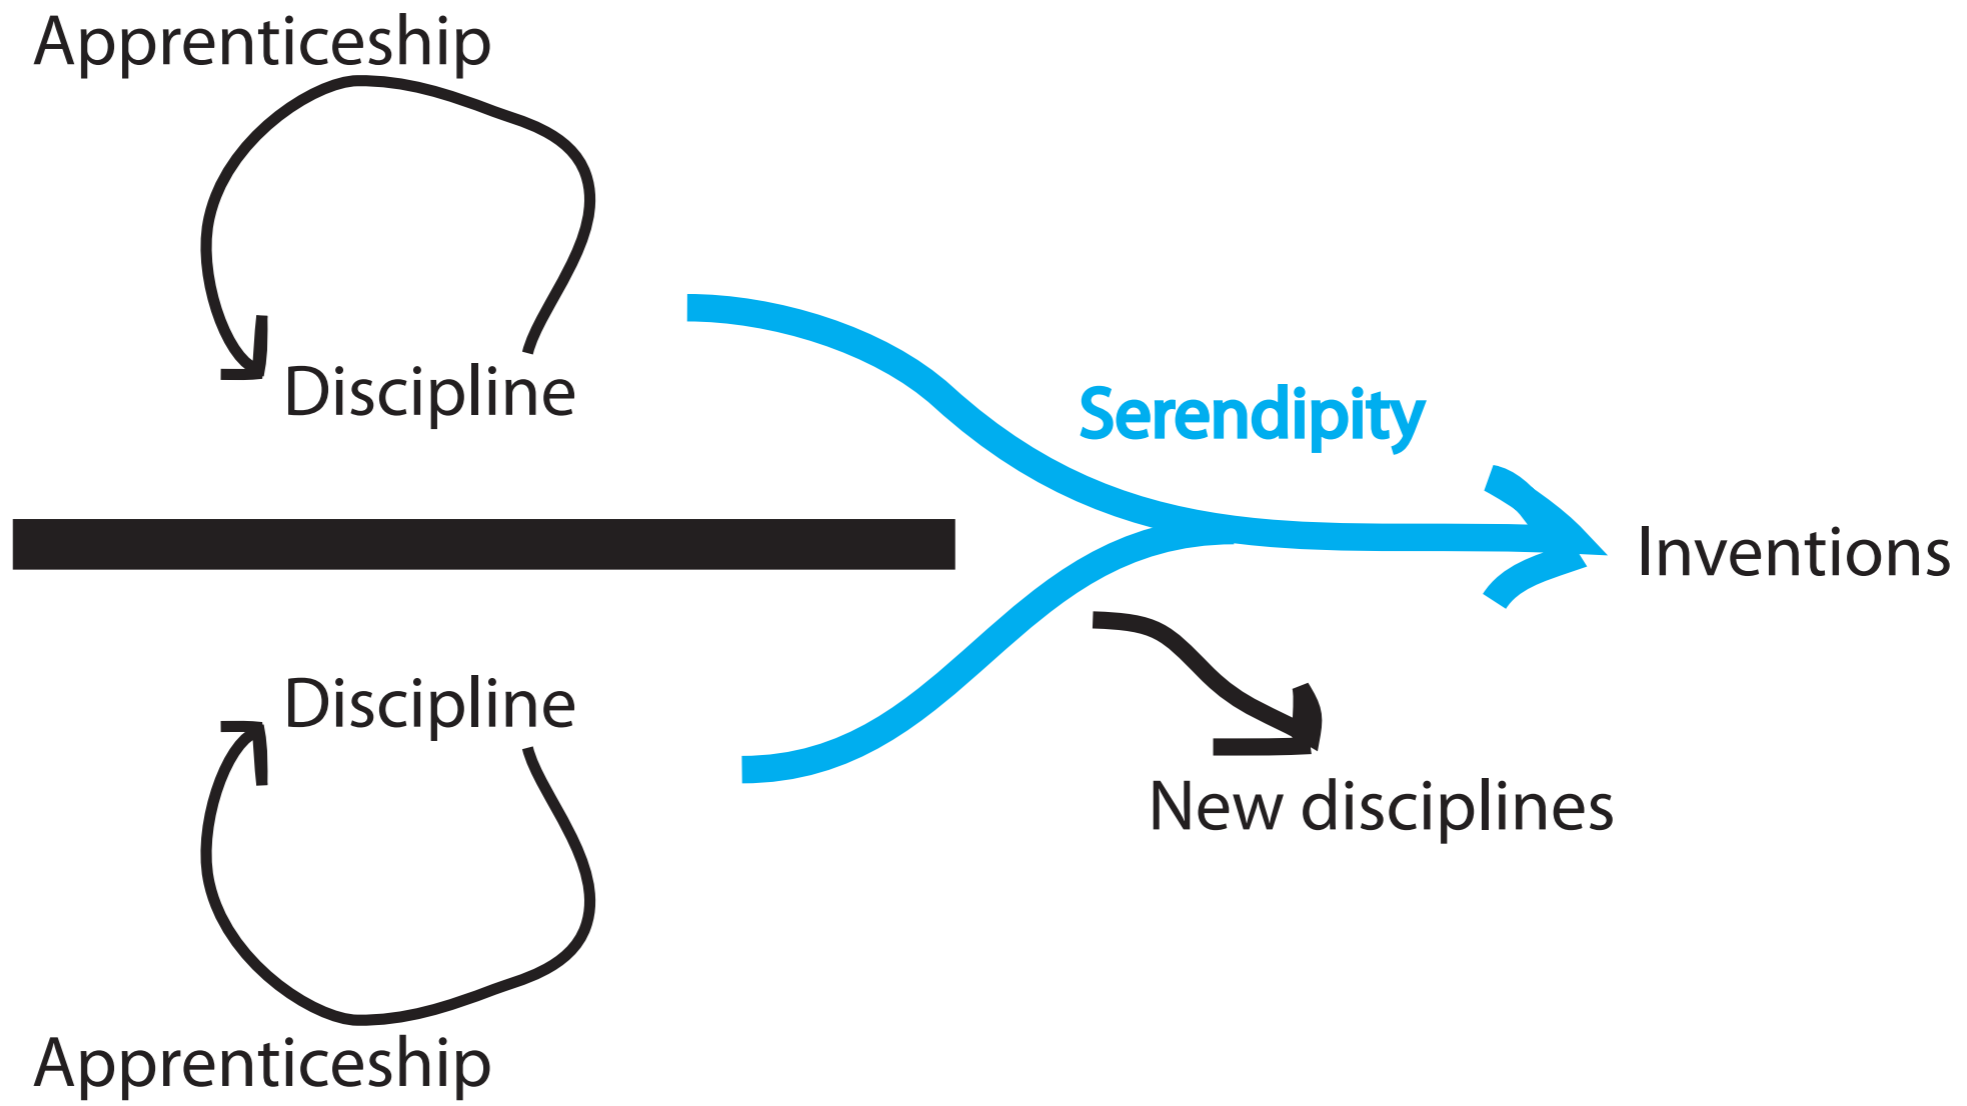 Apprenticeship
Discipline
Serendipity
Inventions
Discipline
New disciplines
Apprenticeship